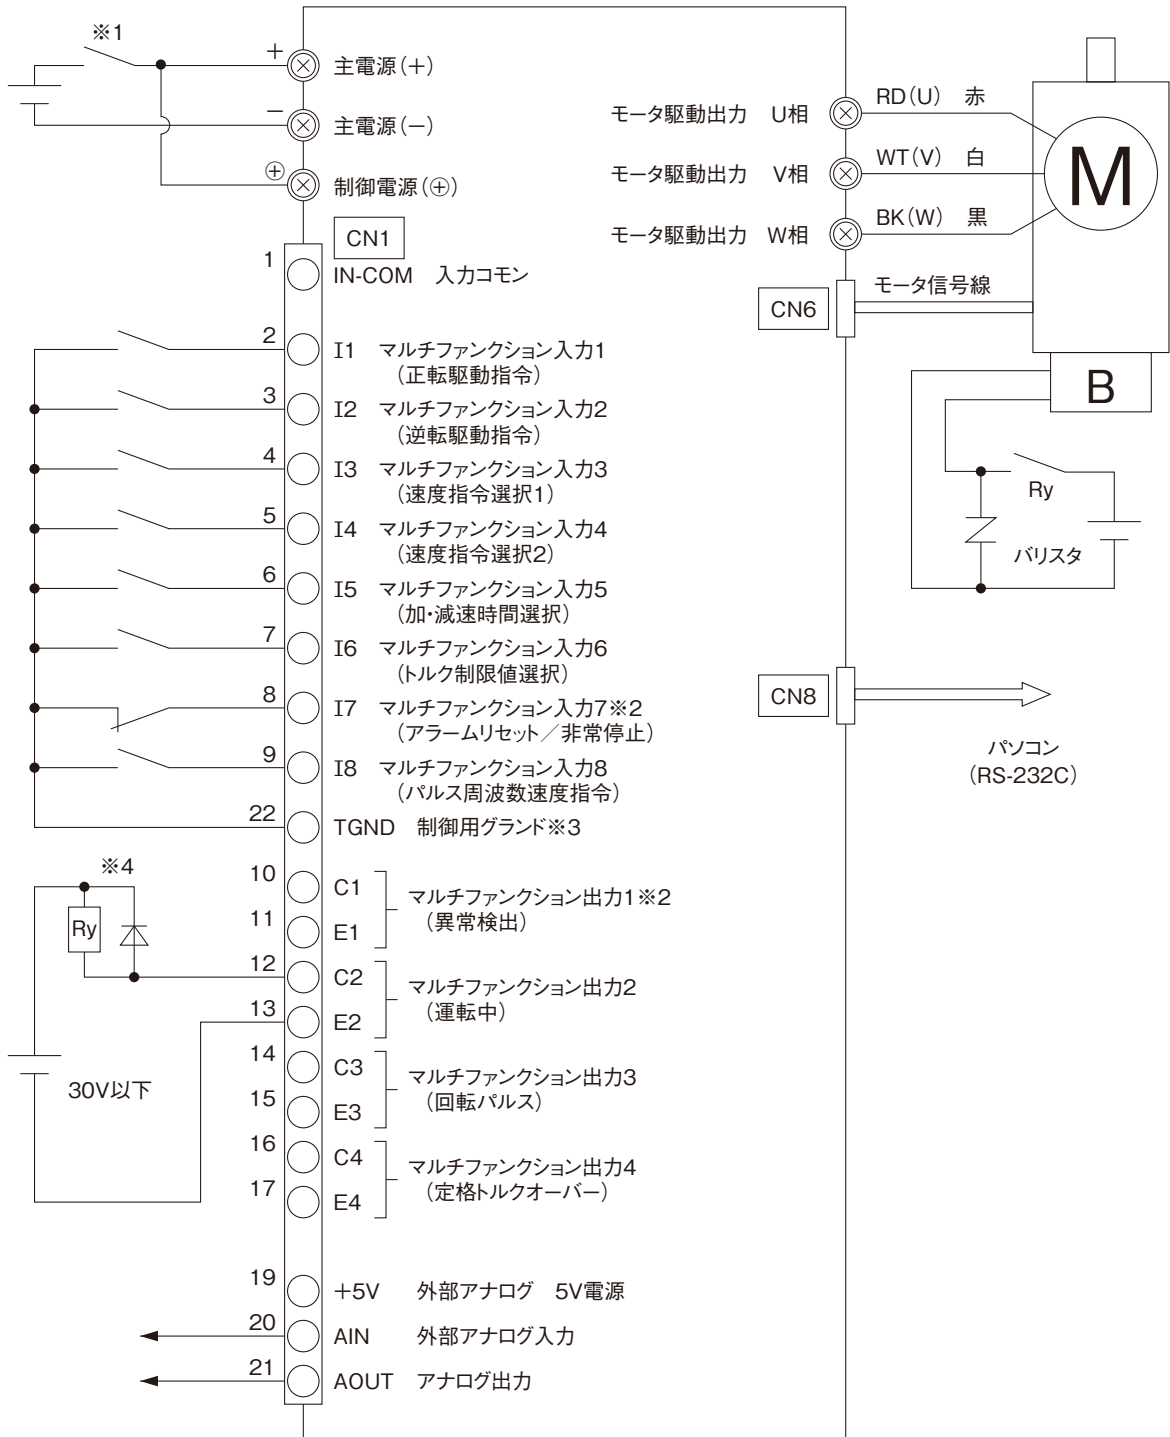 ※1
+
主電源(+)
−
主電源(−)
⊕
制御電源(⊕)
モータ駆動出力 U相
RD(U) 赤
モータ駆動出力 V相
WT(V) 白
モータ駆動出力 W相
BK(W) 黒
M
CN6
モータ信号線
B
Ry
バリスタ
CN8
パソコン
(RS-232C)
CN1
1
IN-COM 入力コモン
2
I1 マルチファンクション入力1
(正転駆動指令)
3
I2 マルチファンクション入力2
(逆転駆動指令)
4
I3 マルチファンクション入力3
(速度指令選択1)
5
I4 マルチファンクション入力4
(速度指令選択2)
6
I5 マルチファンクション入力5
(加・減速時間選択)
7
I6 マルチファンクション入力6
(トルク制限値選択)
8
I7 マルチファンクション入力7※2
(アラームリセット/非常停止)
9
I8 マルチファンクション入力8
(パルス周波数速度指令)
22
TGND 制御用グランド※3
※4
Ry
30V以下
10
C1
11
E1
マルチファンクション出力1※2
(異常検出)
12
C2
13
E2
マルチファンクション出力2
(運転中)
14
C3
15
E3
マルチファンクション出力3
(回転パルス)
16
C4
17
E4
マルチファンクション出力4
(定格トルクオーバー)
19
+5V 外部アナログ 5V電源
20
AIN 外部アナログ入力
21
AOUT アナログ出力